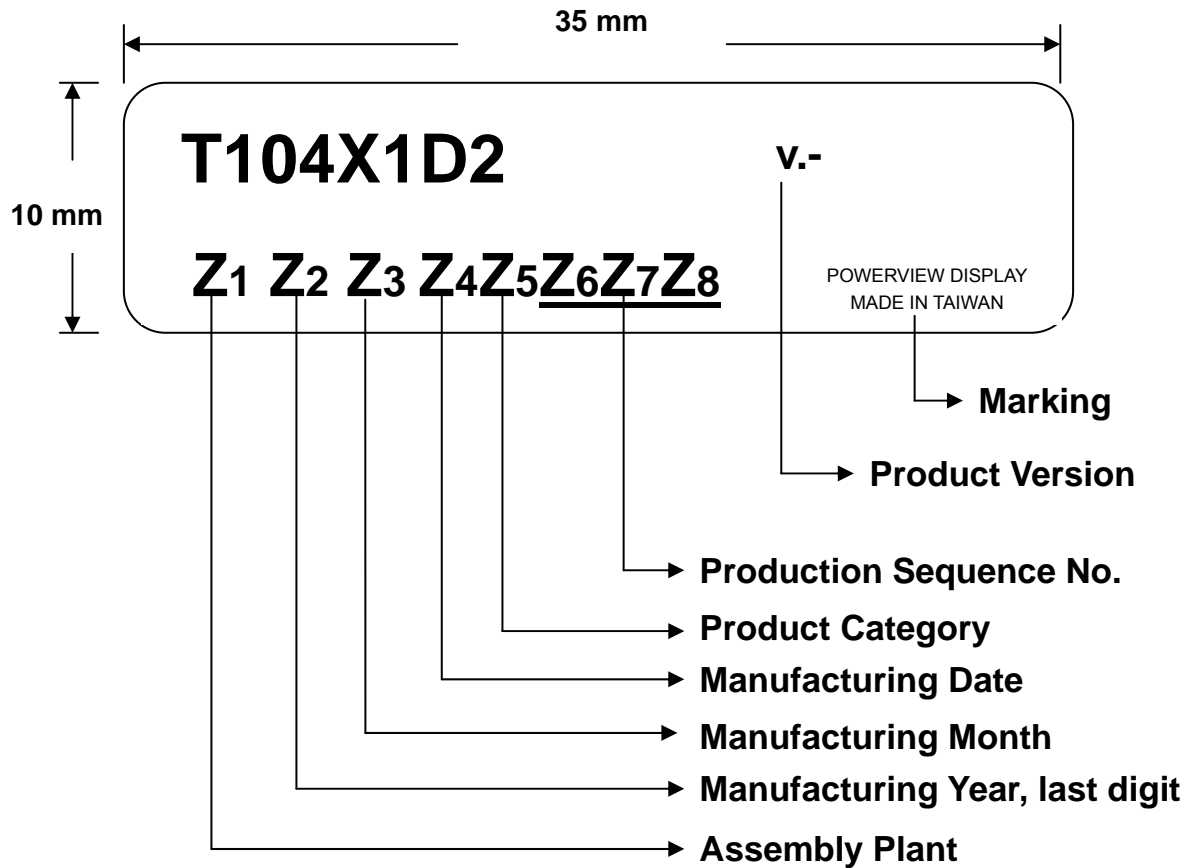 35 mm
T104X1D2
v.-
10 mm
Z1 Z2 Z3 Z4Z5Z6Z7Z8
POWERVIEW DISPLAY
MADE IN TAIWAN
Marking
Product Version
Production Sequence No.
Product Category
Manufacturing Date
Manufacturing Month
Manufacturing Year, last digit
Assembly Plant